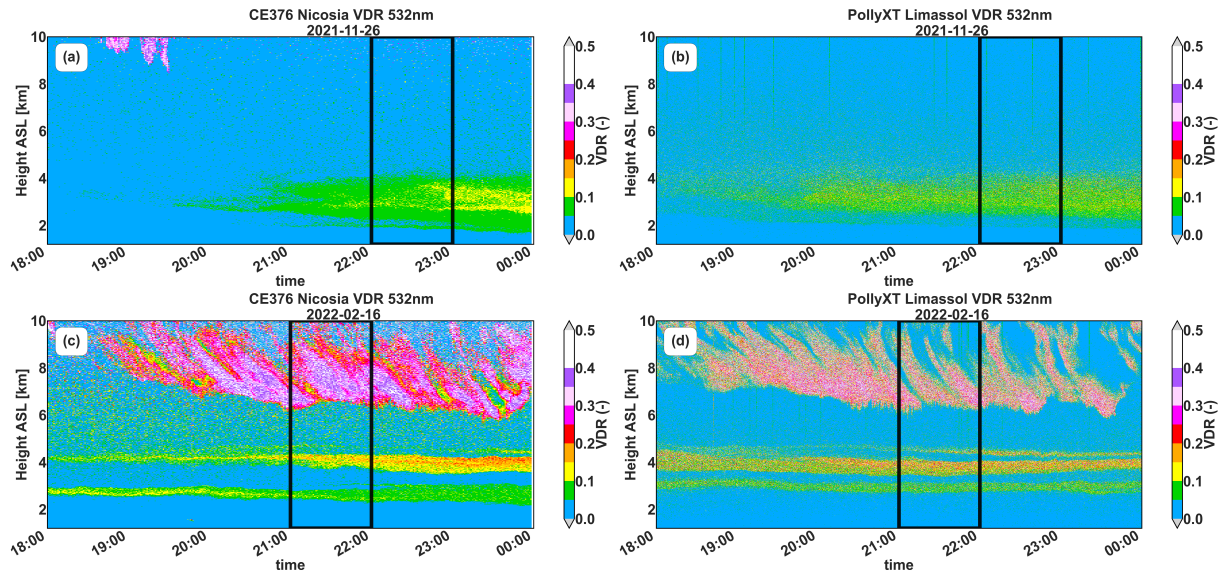 CE376 Nicosia VDR 532nm
2021-11-26
(a)
Height ASL [km]
10
8
6
4
2
18:00 19:00 20:00 21:00 22:00 23:00 00:00
time
0.5
0.4
0.3
0.2
0.1
0.0
VDR (-)
PollyXT Limassol VDR 532nm
2021-11-26
(b)
Height ASL [km]
10
8
6
4
2
18:00 19:00 20:00 21:00 22:00 23:00 00:00
time
0.5
0.4
0.3
0.2
0.1
0.0
VDR (-)
CE376 Nicosia VDR 532nm
2022-02-16
(c)
Height ASL [km]
10
8
6
4
2
18:00 19:00 20:00 21:00 22:00 23:00 00:00
time
0.5
0.4
0.3
0.2
0.1
0.0
VDR (-)
PollyXT Limassol VDR 532nm
2022-02-16
(d)
Height ASL [km]
10
8
6
4
2
18:00 19:00 20:00 21:00 22:00 23:00 00:00
time
0.5
0.4
0.3
0.2
0.1
0.0
VDR (-)